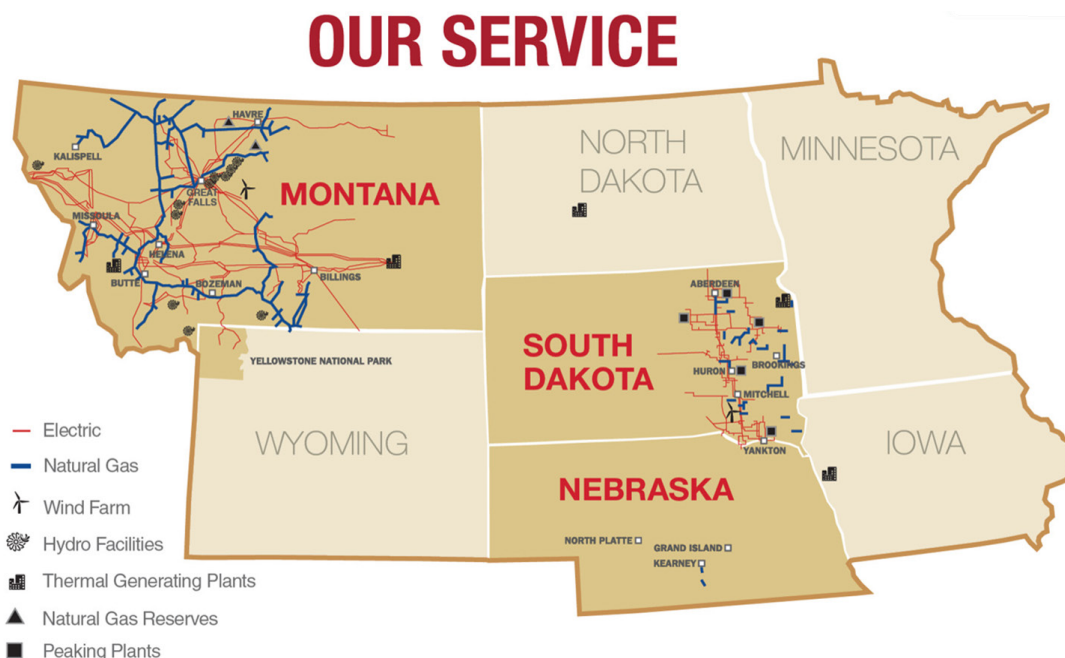 OUR SERVICE
HAVRE
KALISPELL
GREAT
FALLS
MONTANA
MISSOULA
HELENA
BUTTE
BOZEMAN
BILLINGS
NORTH
DAKOTA
MINNESOTA
ABERDEEN
SOUTH
DAKOTA
HURON
BROOKINGS
MITCHELL
YANKTON
YELLOWSTONE NATIONAL PARK
WYOMING
IOWA
NEBRASKA
NORTH PLATTE
GRAND ISLAND
KEARNEY
Electric
Natural Gas
Wind Farm
Hydro Facilities
Thermal Generating Plants
Natural Gas Reserves
Peaking Plants